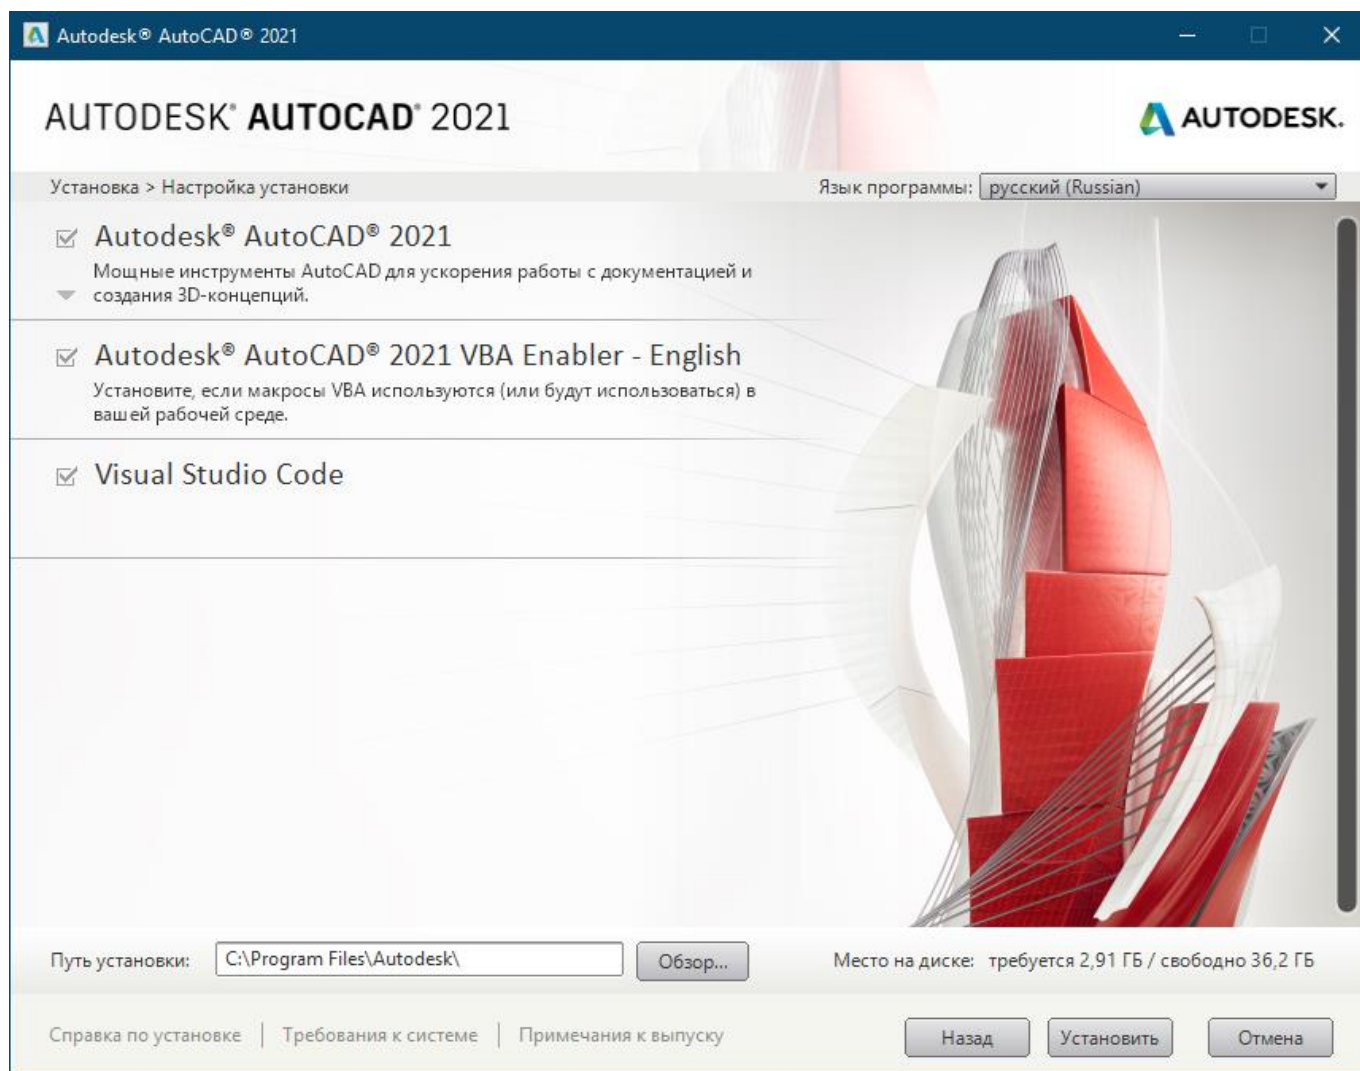 Autodesk® AutoCAD® 2021
AUTODESK® AUTOCAD® 2021
AUTODESK.
Установка > Настройка установки
Язык программы: русский (Russian)
Autodesk® AutoCAD® 2021
Мощные инструменты AutoCAD для ускорения работы с документацией и
создания 3D-концепций.
Autodesk® AutoCAD® 2021 VBA Enabler - English
Установите, если макросы VBA используются (или будут использоваться) в
вашей рабочей среде.
Visual Studio Code
Путь установки: C:\Program Files\Autodesk\ Обзор... Место на диске: требуется 2,91 ГБ / свободно 36,2 ГБ
Справка по установке | Требования к системе | Примечания к выпуску Назад Установить Отмена